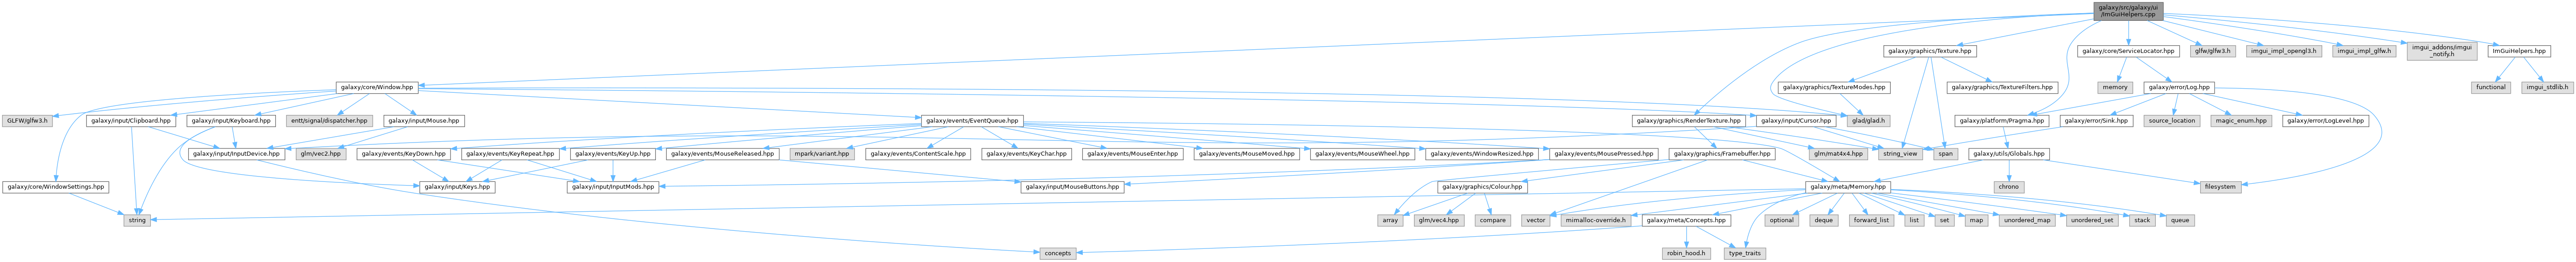 galaxy/src/galaxy/ui
/ImGuiHelpers.cpp
galaxy/graphics/Texture.hpp
galaxy/core/ServiceLocator.hpp
glfw/glfw3.h
imgui_impl_opengl3.h
imgui_impl_glfw.h
imgui_addons/imgui
_notify.h
ImGuiHelpers.hpp
galaxy/core/Window.hpp
galaxy/graphics/TextureModes.hpp
galaxy/graphics/TextureFilters.hpp
memory
galaxy/error/Log.hpp
functional
imgui_stdlib.h
GLFW/glfw3.h
galaxy/input/Clipboard.hpp
galaxy/input/Keyboard.hpp
entt/signal/dispatcher.hpp
galaxy/input/Mouse.hpp
galaxy/events/EventQueue.hpp
galaxy/graphics/RenderTexture.hpp
galaxy/input/Cursor.hpp
glad/glad.h
galaxy/platform/Pragma.hpp
galaxy/error/Sink.hpp
source_location
magic_enum.hpp
galaxy/error/LogLevel.hpp
galaxy/input/InputDevice.hpp
glm/vec2.hpp
galaxy/events/KeyDown.hpp
galaxy/events/KeyRepeat.hpp
galaxy/events/KeyUp.hpp
galaxy/events/MouseReleased.hpp
mpark/variant.hpp
galaxy/events/ContentScale.hpp
galaxy/events/KeyChar.hpp
galaxy/events/MouseEnter.hpp
galaxy/events/MouseMoved.hpp
galaxy/events/MouseWheel.hpp
galaxy/events/WindowResized.hpp
galaxy/events/MousePressed.hpp
galaxy/graphics/Framebuffer.hpp
glm/mat4x4.hpp
string_view
span
galaxy/utils/Globals.hpp
galaxy/core/WindowSettings.hpp
galaxy/input/Keys.hpp
galaxy/input/InputMods.hpp
galaxy/input/MouseButtons.hpp
galaxy/graphics/Colour.hpp
galaxy/meta/Memory.hpp
chrono
filesystem
string
array
glm/vec4.hpp
compare
vector
mimalloc-override.h
galaxy/meta/Concepts.hpp
optional
deque
forward_list
list
set
map
unordered_map
unordered_set
stack
queue
concepts
robin_hood.h
type_traits